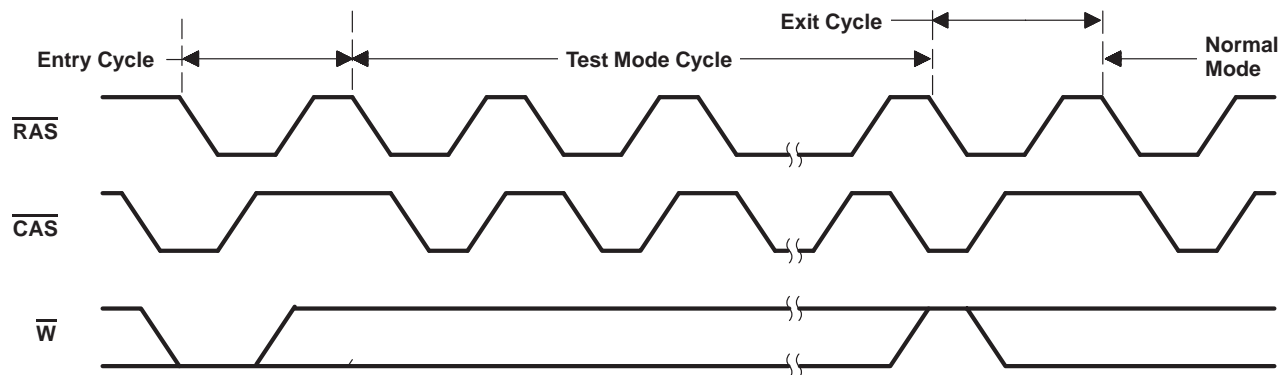 Exit Cycle
Entry Cycle
Test Mode Cycle
Normal
Mode
RAS
CAS
W